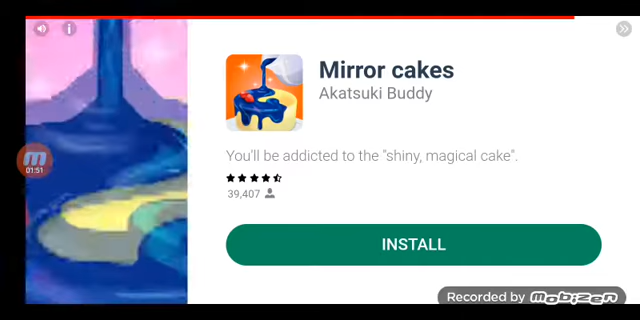 Mirror cakes
Akatsuki Buddy
You'll be addicted to the "shiny, magical cake".
39,407
INSTALL
01:51
Recorded by
mobizen